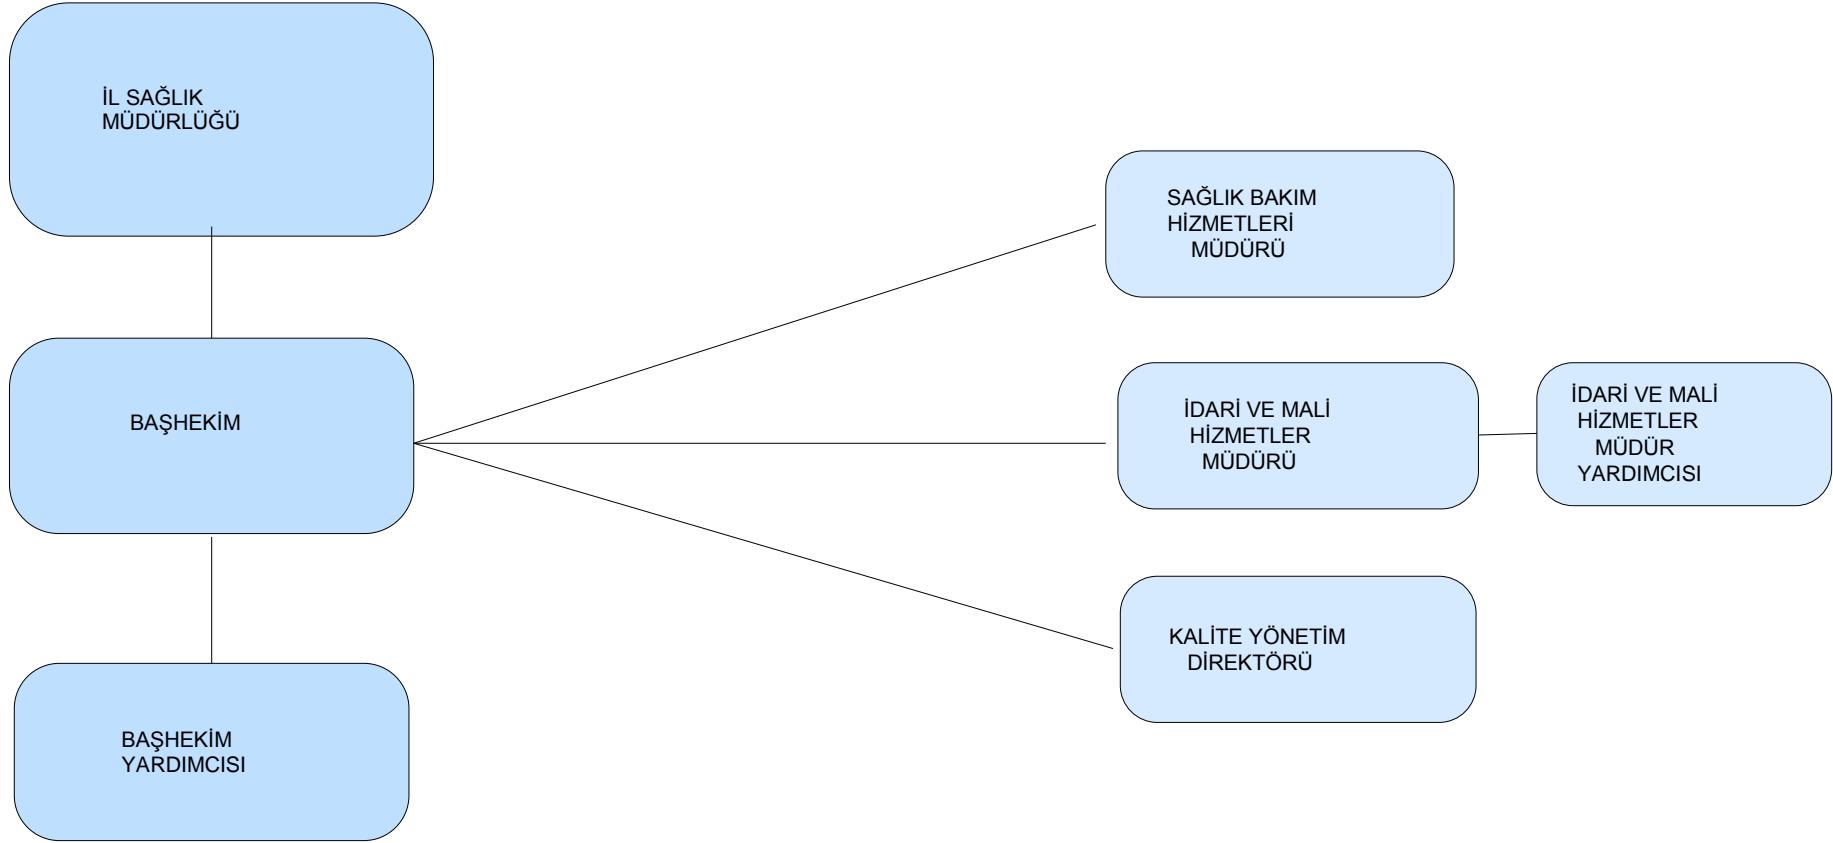 İL SAĞLIK
MÜDÜRLÜĞÜ
SAĞLIK BAKIM
HİZMETLERİ
MÜDÜRÜ
BAŞHEKİM
İDARİ VE MALİ
HİZMETLER
MÜDÜRÜ
İDARİ VE MALİ
HİZMETLER
MÜDÜR
YARDIMCISI
KALİTE YÖNETİM
DİREKTÖRÜ
BAŞHEKİM
YARDIMCISI